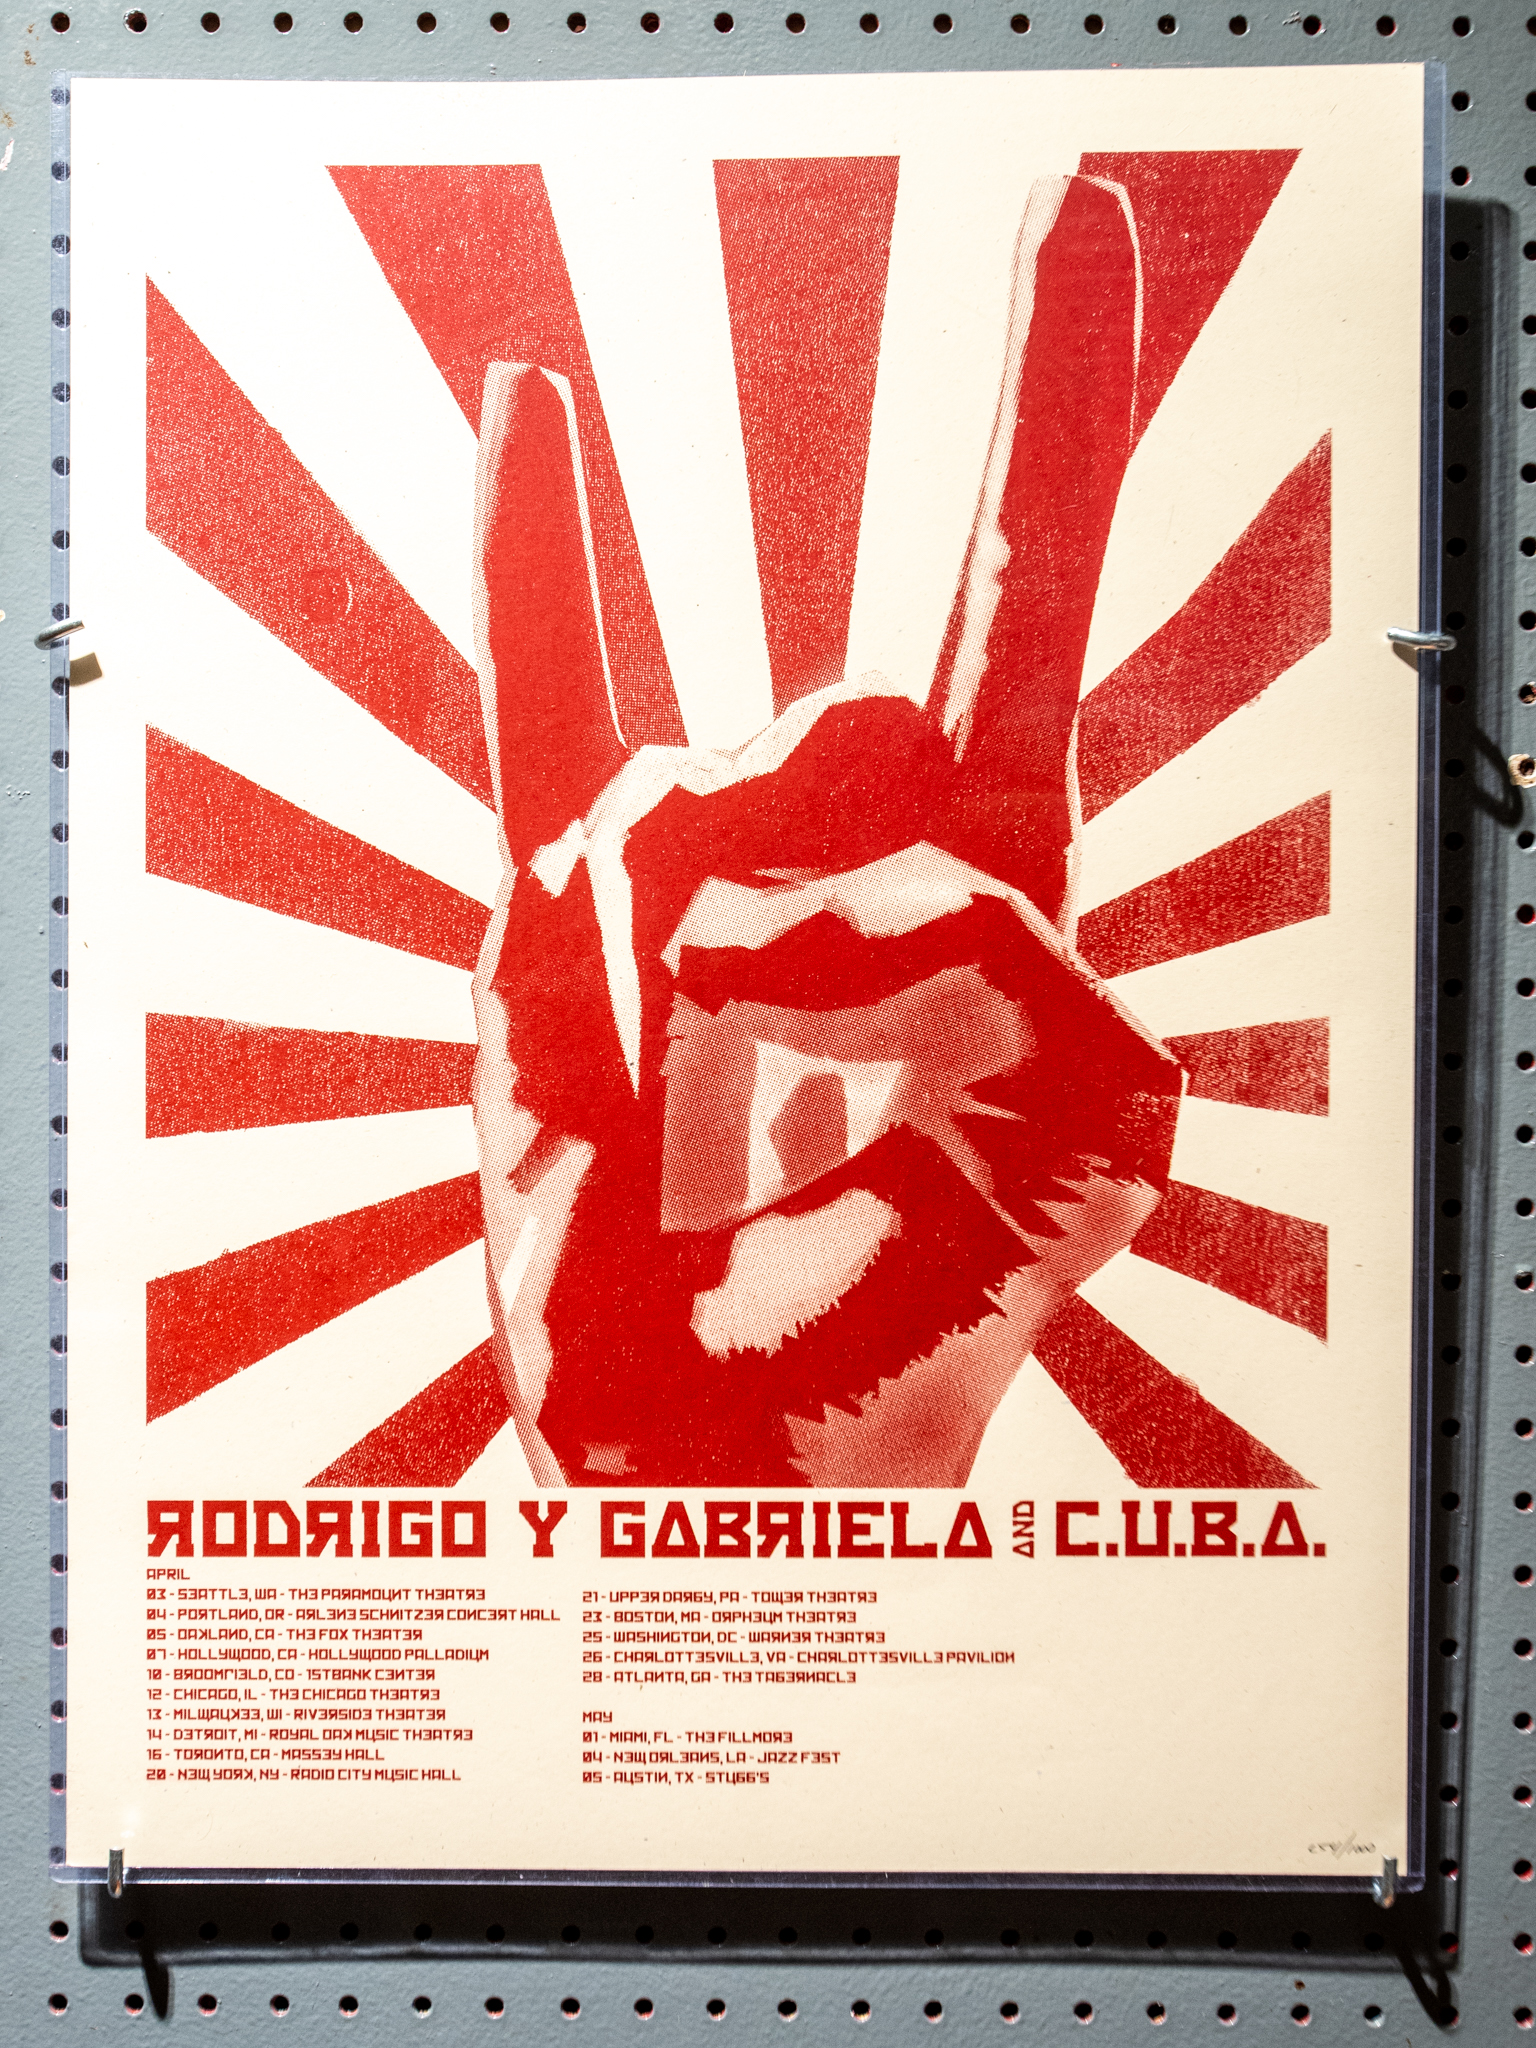 RODRIGO Y GABRIELA AND C.U.B.A.
APRIL
03 - SEATTLE, WA - THE PARAMOUNT THEATRE
04 - PORTLAND, OR - ARLENE SCHNITZER CONCERT HALL
05 - OAKLAND, CA - THE FOX THEATER
07 - HOLLYWOOD, CA - HOLLYWOOD PALLADIUM
10 - BROOMFIELD, CO - 1STBANK CENTER
12 - CHICAGO, IL - THE CHICAGO THEATRE
13 - MILWAUKEE, WI - RIVERSIDE THEATER
14 - DETROIT, MI - ROYAL OAK MUSIC THEATRE
16 - TORONTO, CA - MASSEY HALL
20 - NEW YORK, NY - RADIO CITY MUSIC HALL
21 - UPPER DARBY, PA - TOWER THEATRE
23 - BOSTON, MA - ORPHEUM THEATRE
25 - WASHINGTON, DC - WARNER THEATRE
26 - CHARLOTTESVILLE, VA - CHARLOTTESVILLE PAVILION
28 - ATLANTA, GA - THE TABERNACLE
MAY
01 - MIAMI, FL - THE FILLMORE
04 - NEW ORLEANS, LA - JAZZ FEST
05 - AUSTIN, TX - STUBB'S